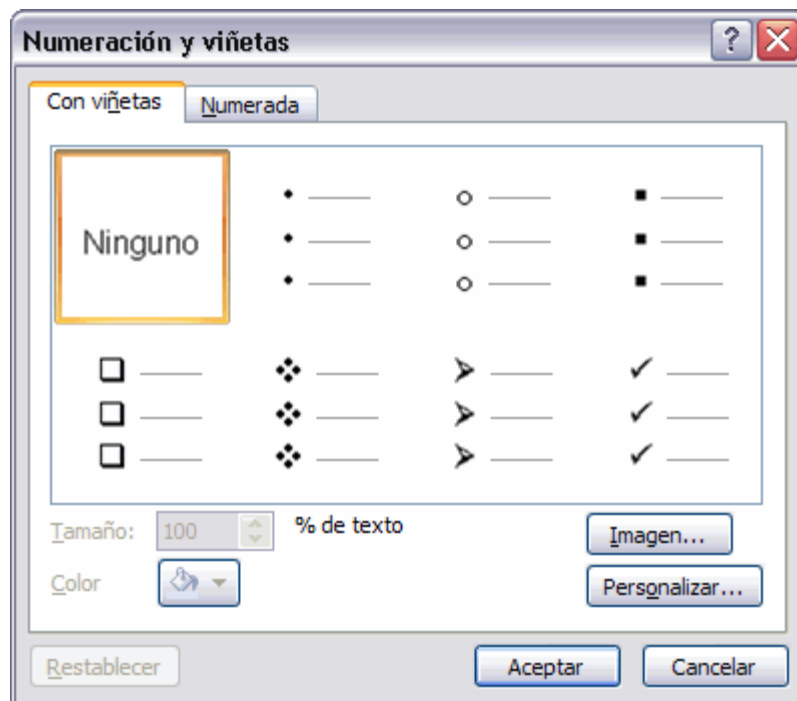 Numeración y viñetas
Con viñetas
Numerada
Ninguno
Tamaño: 100 % de texto
Imagen...
Color
Personalizar...
Restablecer
Aceptar
Cancelar